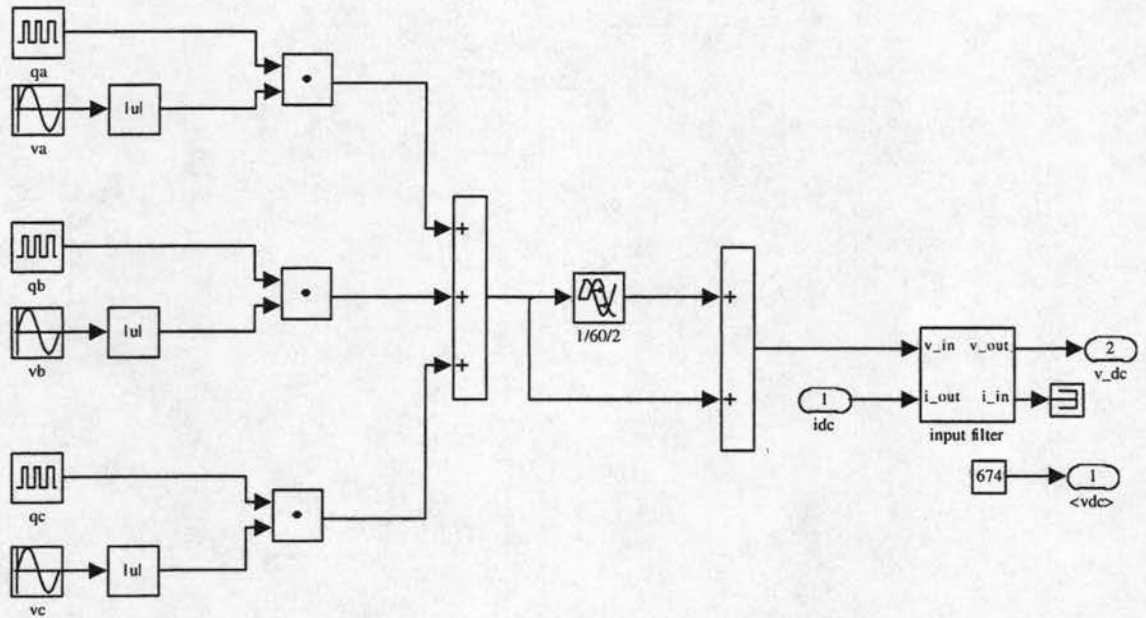 qa
|u|
va
qb
|u|
vb
+
+
+
1/60/2
+
+
v_in
v_out
i_out
i_in
input filter
1
idc
2
v_dc
674
1
<vdc>
qc
|u|
vc